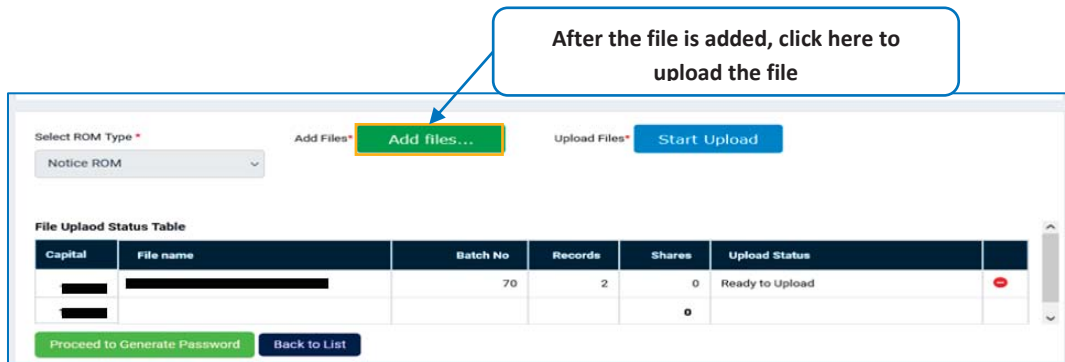 After the file is added, click here to
upload the file
Select ROM Type *
Add Files* Add files... Upload Files* Start Upload
Notice ROM
File Uplaod Status Table
Capital File name Batch No Records Shares Upload Status
70 2 0 Ready to Upload
0
Proceed to Generate Password Back to List